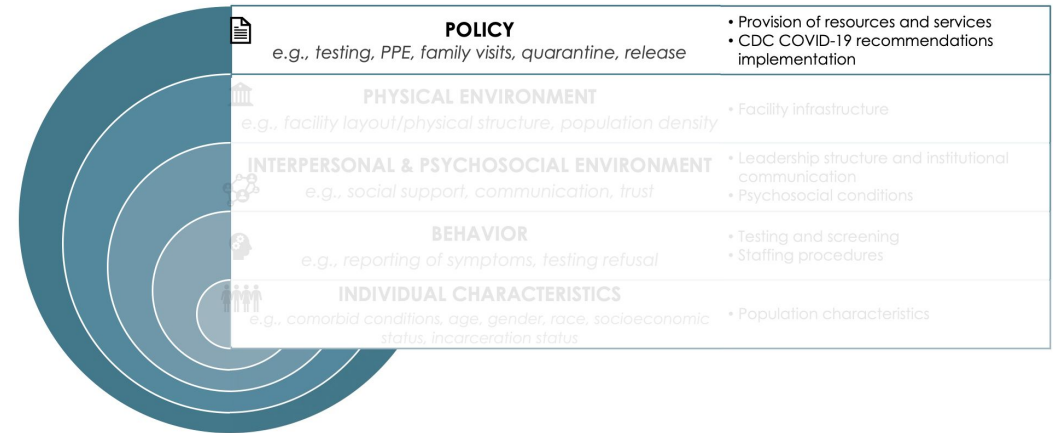 POLICY
e.g., testing, PPE, family visits, quarantine, release
• Provision of resources and services
• CDC COVID-19 recommendations
implementation
PHYSICAL ENVIRONMENT
e.g., facility layout/physical structure, population density
• Facility infrastructure
INTERPERSONAL & PSYCHOSOCIAL ENVIRONMENT
e.g., social support, communication, trust
• Leadership structure and institutional
communication
• Psychosocial conditions
BEHAVIOR
e.g., reporting of symptoms, testing refusal
• Testing and screening
• Staffing procedures
INDIVIDUAL CHARACTERISTICS
e.g., comorbid conditions, age, gender, race, socioeconomic
status, incarceration status
• Population characteristics